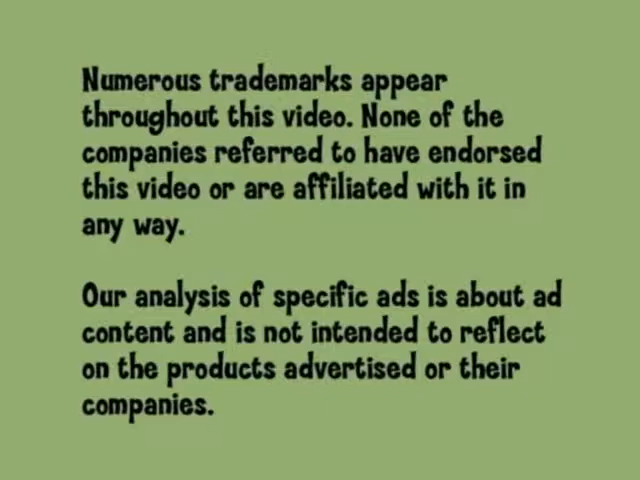 Numerous trademarks appear
throughout this video. None of the
companies referred to have endorsed
this video or are affiliated with it in
any way.
Our analysis of specific ads is about ad
content and is not intended to reflect
on the products advertised or their
companies.